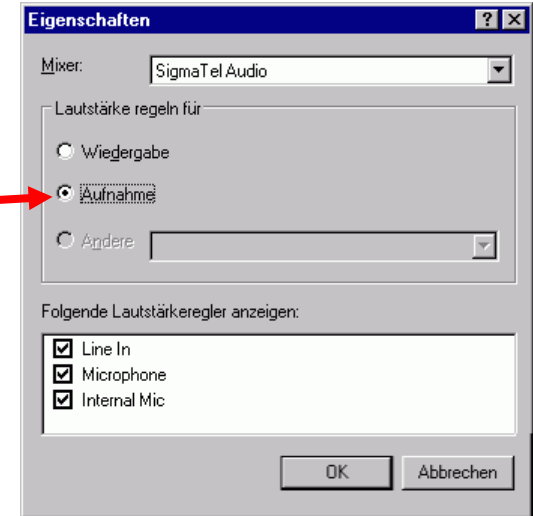 Eigenschaften
Mixer: SigmaTel Audio
Lautstärke regeln für
Wiedergabe
Aufnahme
Andere
Folgende Lautstärkeregler anzeigen:
Line In
Microphone
Internal Mic
OK Abbrechen